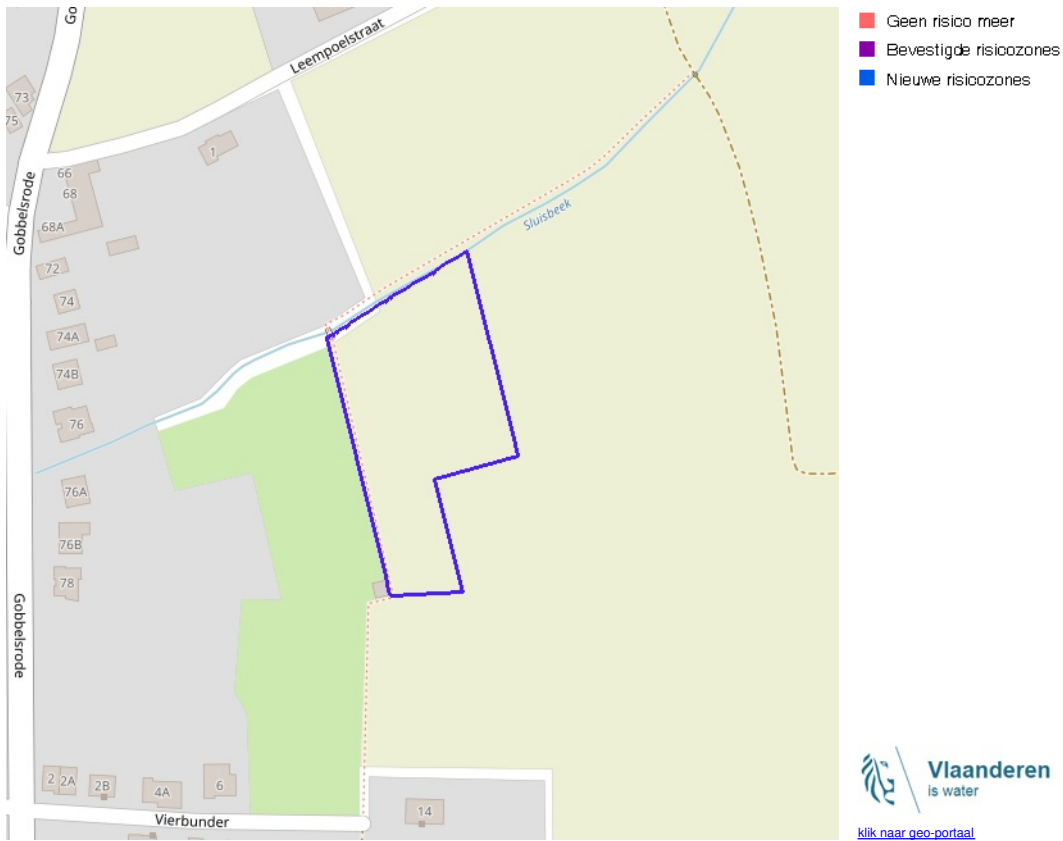 Go
Leempoelstraat
73
75
1
66
68
68A
Gobbelsrode
72
74
74A
74B
76
Sluisbeek
76A
76B
78
Gobbelsrode
2
2A
2B
4A
6
Vierbunder
14
Geen risico meer
Bevestigde risicozones
Nieuwe risicozones
Vlaanderen
is water
klik naar geo-portaal